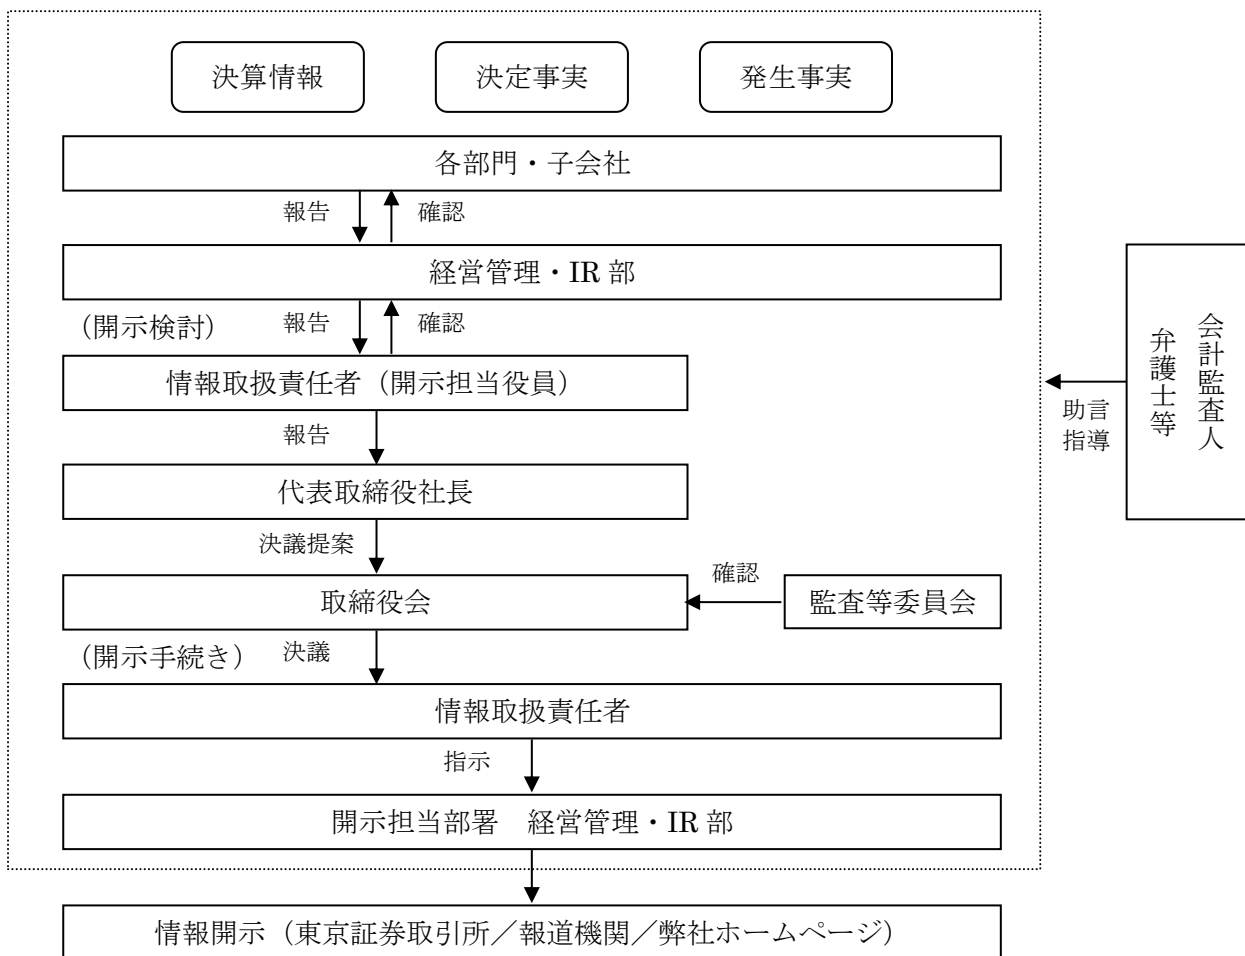 決算情報
決定事実
発生事実
各部門・子会社
報告
確認
経営管理・IR 部
(開示検討)
報告
確認
情報取扱責任者（開示担当役員）
報告
代表取締役社長
決議提案
取締役会
確認
監査等委員会
(開示手続き)
決議
情報取扱責任者
指示
開示担当部署　経営管理・IR 部
情報開示（東京証券取引所／報道機関／弊社ホームページ）
助言
指導
会計監査人
弁護士等